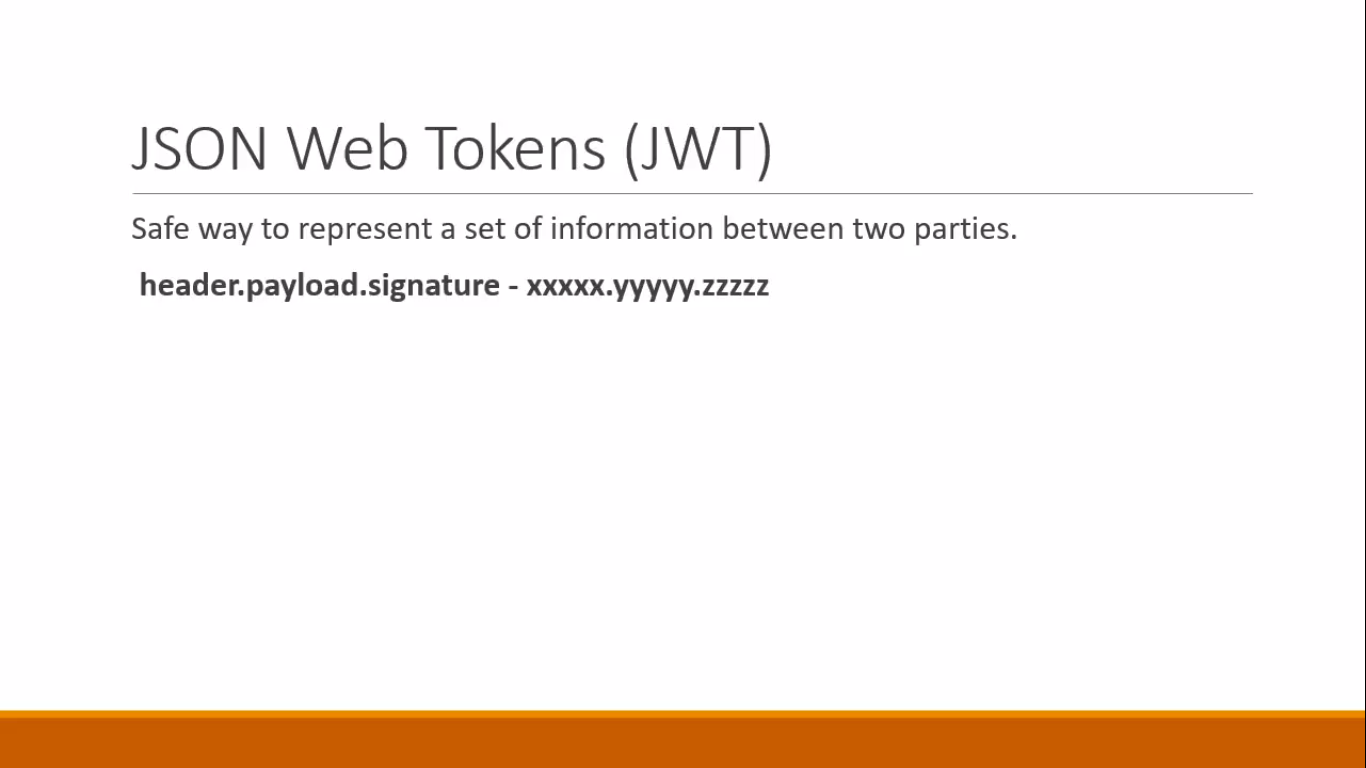 JSON Web Tokens (JWT)
Safe way to represent a set of information between two parties.
header.payload.signature - xxxxx.yyyyy.zzzzz